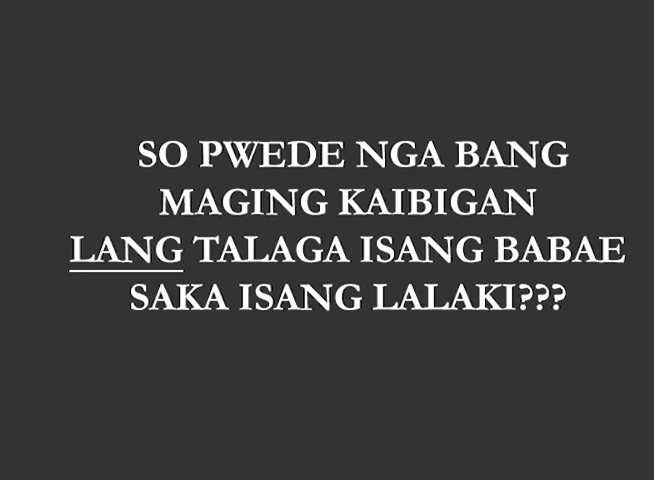 SO PWEDE NGA BANG
MAGING KAIBIGAN
LANG TALAGA ISANG BABAE
SAKA ISANG LALAKI???